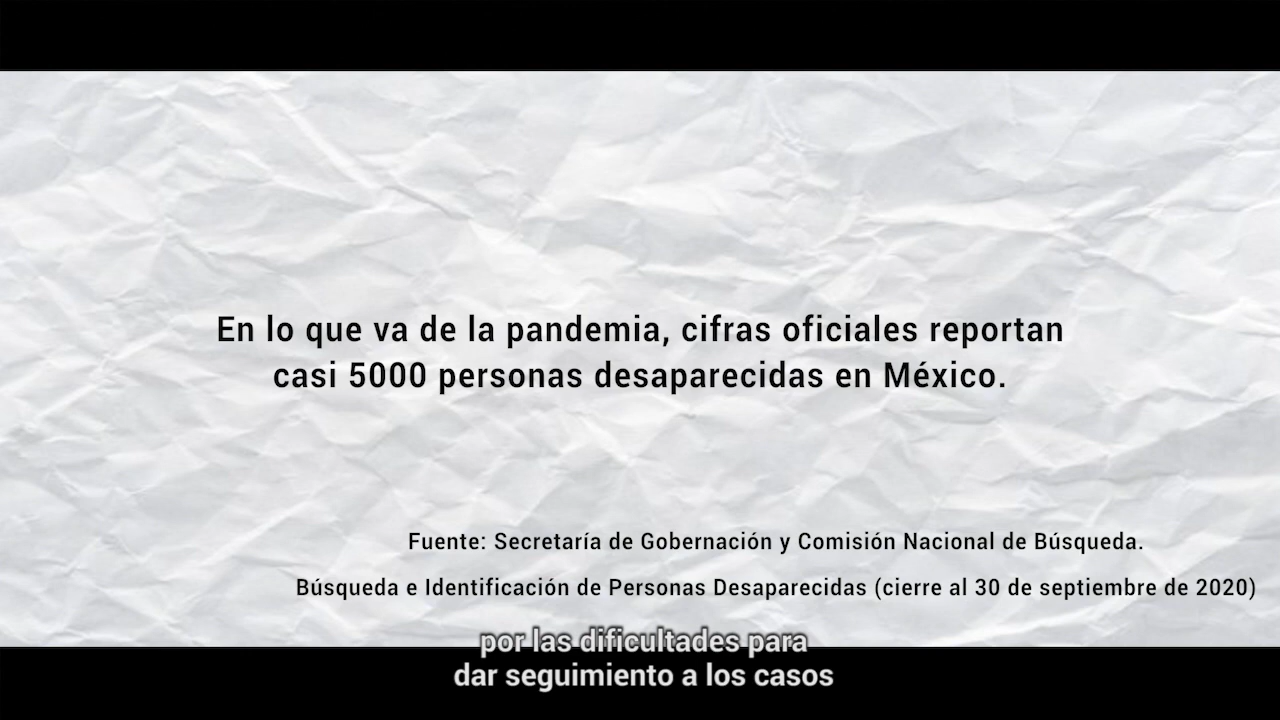 En lo que va de la pandemia, cifras oficiales reportan
casi 5000 personas desaparecidas en México.
Fuente: Secretaría de Gobernación y Comisión Nacional de Búsqueda.
Búsqueda e Identificación de Personas Desaparecidas (cierre al 30 de septiembre de 2020)
por las dificultades para
dar seguimiento a los casos